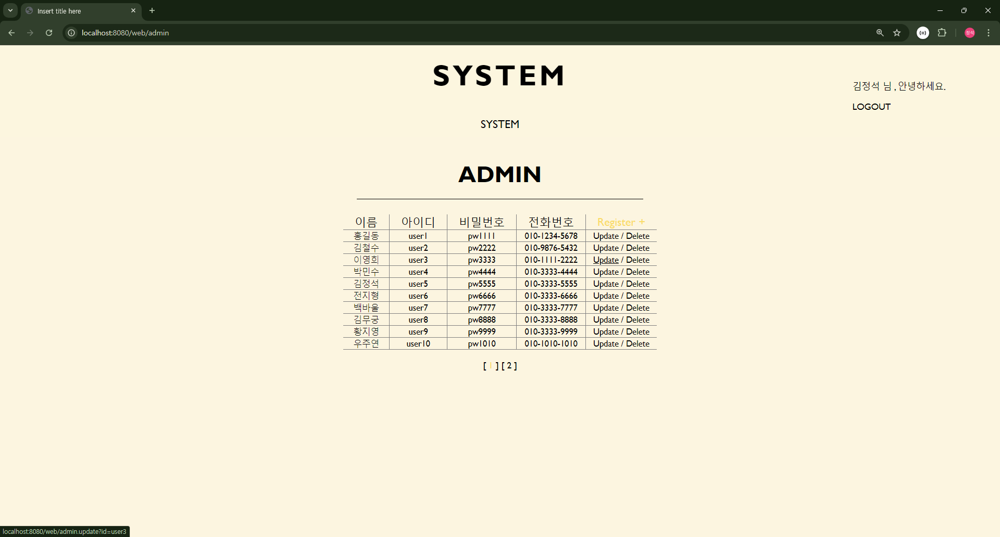 Insert title here
localhost:8080/web/admin
정석
SYSTEM
김정석 님 , 안녕하세요.
LOGOUT
SYSTEM
ADMIN
이름 아이디 비밀번호 전화번호 Register +
홍길동 user1 pw1111 010-1234-5678 Update / Delete
김철수 user2 pw2222 010-9876-5432 Update / Delete
이영희 user3 pw3333 010-1111-2222 Update / Delete
박민수 user4 pw4444 010-3333-4444 Update / Delete
김정석 user5 pw5555 010-3333-5555 Update / Delete
전지형 user6 pw6666 010-3333-6666 Update / Delete
백바울 user7 pw7777 010-3333-7777 Update / Delete
김무궁 user8 pw8888 010-3333-8888 Update / Delete
황지영 user9 pw9999 010-3333-9999 Update / Delete
우주연 user10 pw1010 010-1010-1010 Update / Delete
[ 1 ] [ 2 ]
localhost:8080/web/admin.update?id=user3